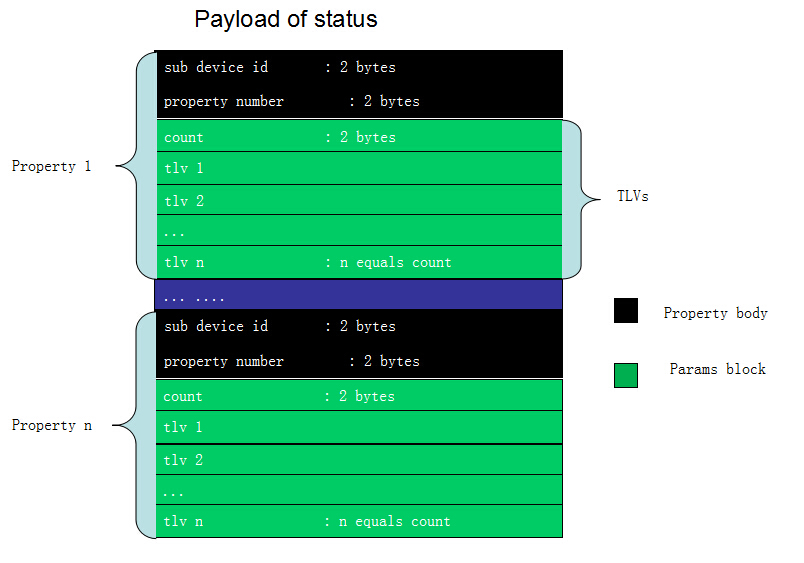 Payload of status
sub device id : 2 bytes
property number : 2 bytes
count : 2 bytes
Property 1
tlv 1
tlv 2
TLVs
...
tlv n : n equals count
... ....
Property body
sub device id : 2 bytes
property number : 2 bytes
Params block
count : 2 bytes
Property n
tlv 1
tlv 2
...
tlv n : n equals count